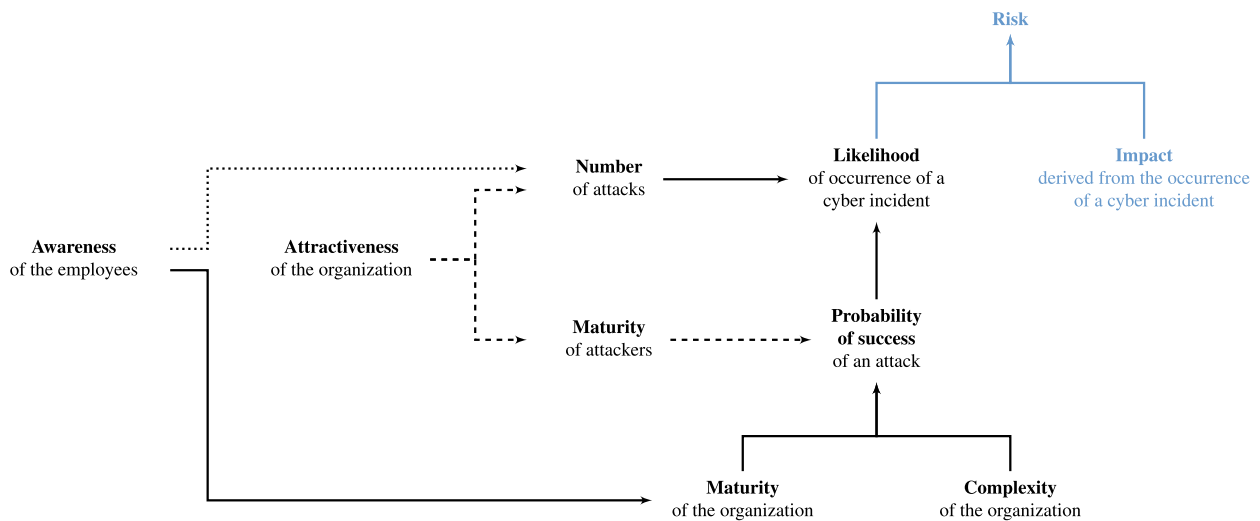 Risk
Number
of attacks
Likelihood
of occurrence of a
cyber incident
Impact
derived from the occurrence
of a cyber incident
Awareness
of the employees
Attractiveness
of the organization
Maturity
of attackers
Probability
of success
of an attack
Maturity
of the organization
Complexity
of the organization